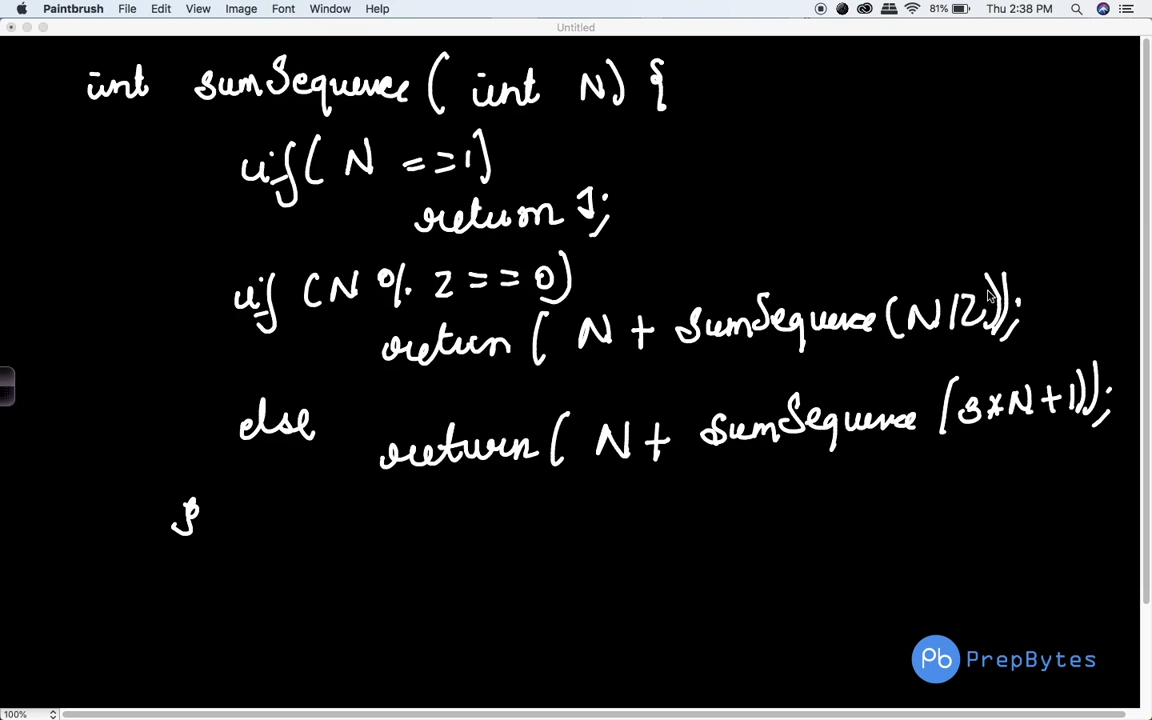 Paintbrush File Edit View Image Font Window Help 81% Thu 2:38 PM
Untitled
int sumSequence( int N) {
if( N ==1)
return 1;
if (N % 2 == 0)
return ( N + sumSequence(N/2));
else
return( N + sumSequence (3*N+1));
}
Pb PrepBytes
100%